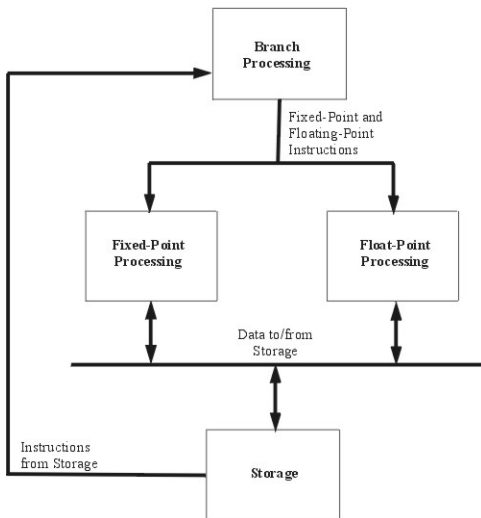 Branch
Processing
Fixed-Point and
Floating-Point
Instructions
Fixed-Point
Processing
Float-Point
Processing
Data to/from
Storage
Instructions
from Storage
Storage